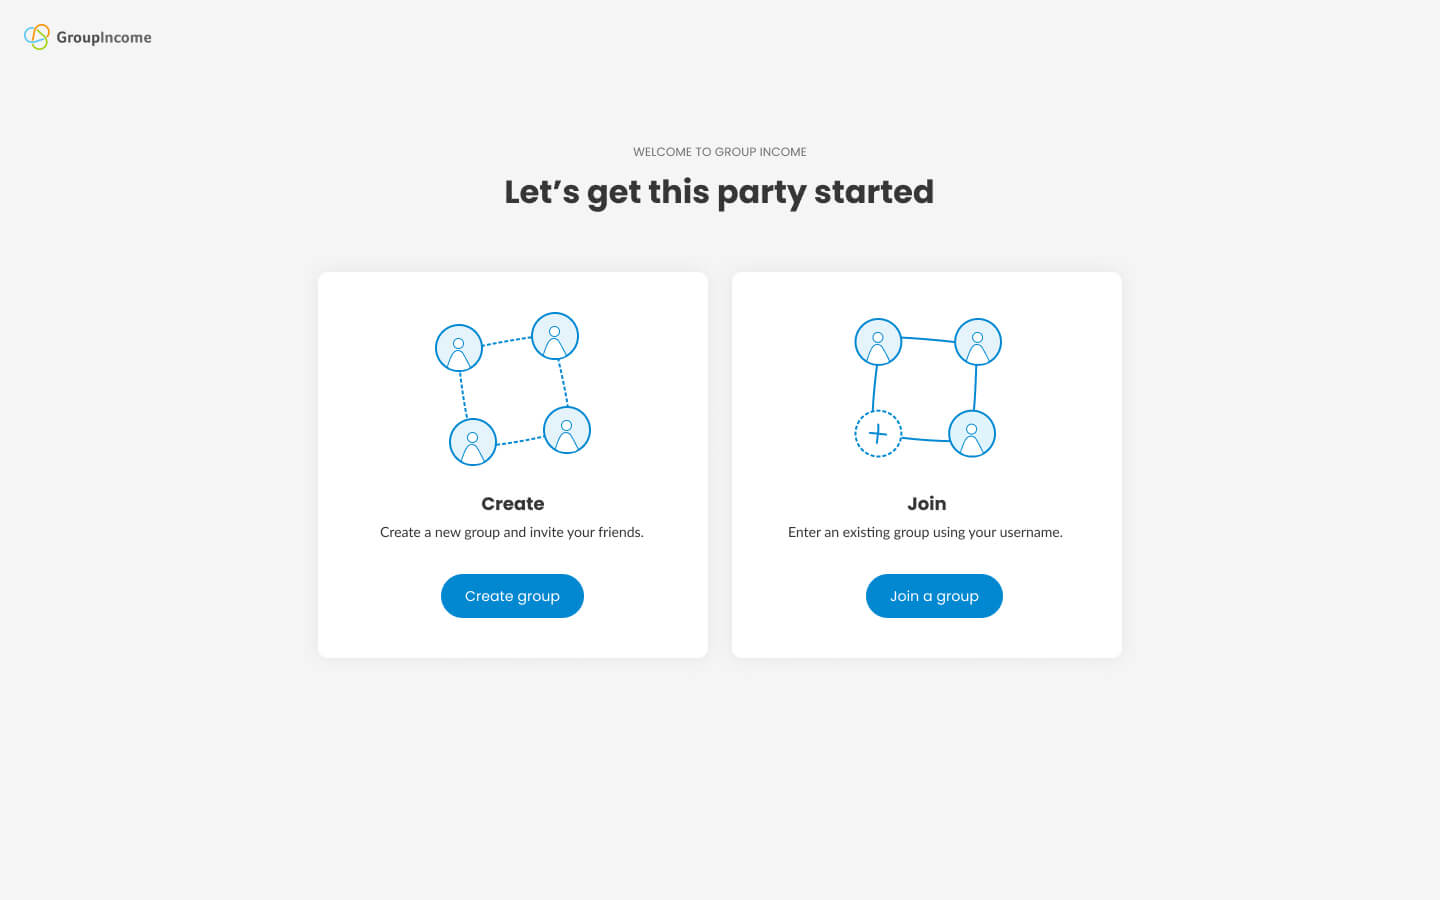 GroupIncome
WELCOME TO GROUP INCOME
Let’s get this party started
Create
Create a new group and invite your friends.
Create group
Join
Enter an existing group using your username.
Join a group